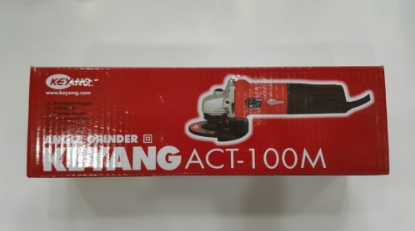 KEYANG
www.keyang.com
ANGLE GRINDER
KEYANG ACT-100M